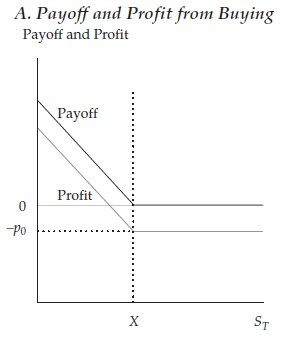 A. Payoff and Profit from Buying
Payoff and Profit
Payoff
Profit
0
-p0
X
ST